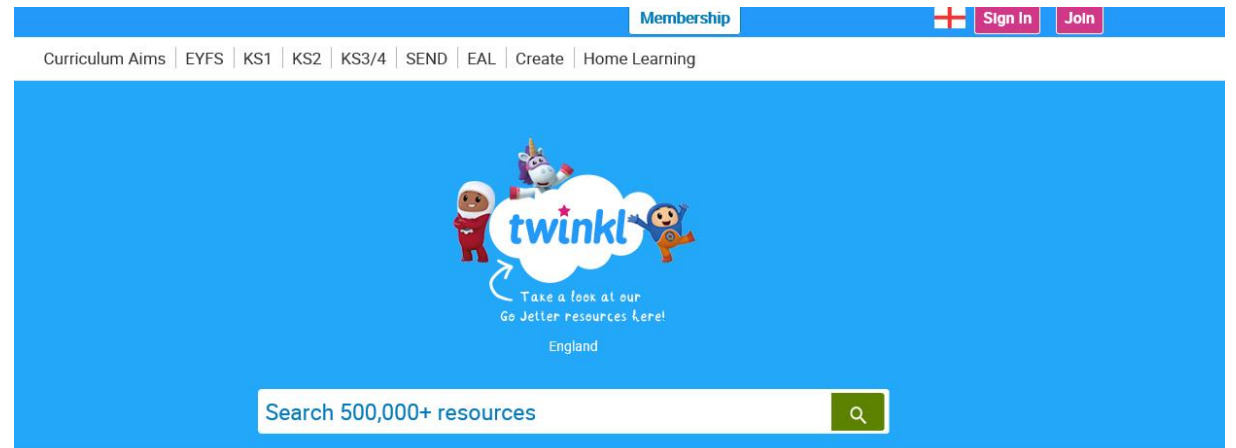 Membership
Sign In
Join
Curriculum Aims
EYFS
KS1
KS2
KS3/4
SEND
EAL
Create
Home Learning
twinkl
Take a look at our
Go Jetter resources here!
England
Search 500,000+ resources